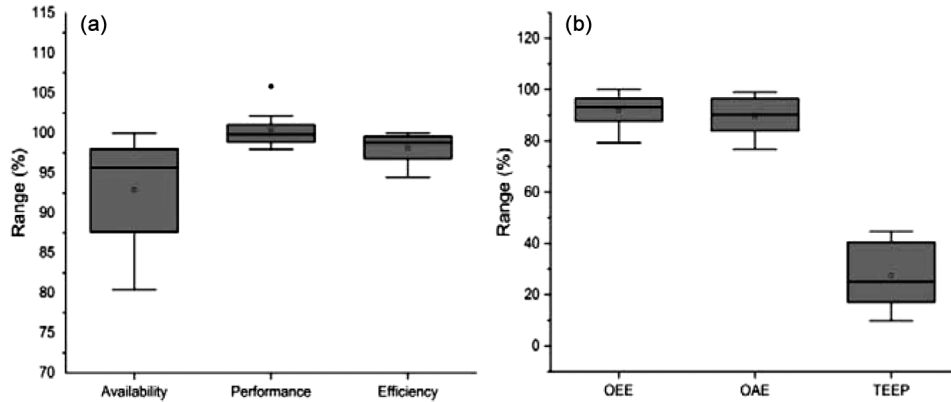 (a)
Range (%)
115
110
105
100
95
90
85
80
75
70
Availability Performance Efficiency
(b)
Range (%)
120
100
80
60
40
20
0
OEE OAE TEEP